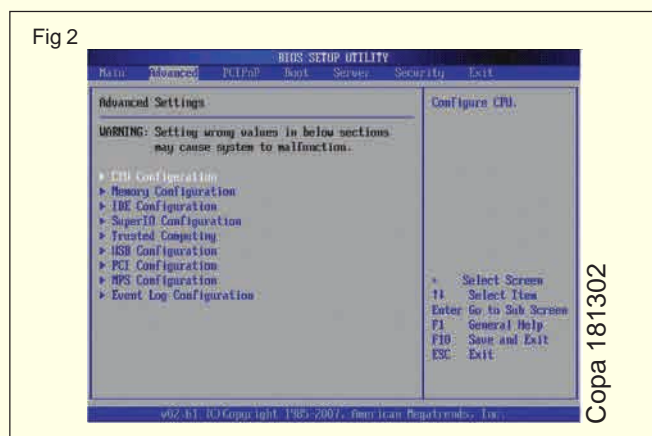 Fig 2
BIOS SETUP UTILITY
Main Advanced PCIPnP Boot Server Security Exit
Advanced Settings
WARNING: Setting wrong values in below sections
may cause system to malfunction.
CPU Configuration
Memory Configuration
IDE Configuration
SuperIO Configuration
Trusted Computing
USB Configuration
PCI Configuration
MPS Configuration
Event Log Configuration
Configure CPU.
Select Screen
↑↓ Select Item
Enter Go to Sub Screen
F1 General Help
F10 Save and Exit
ESC Exit
v02.61 (C)Copyright 1985-2007, American Megatrends, Inc.
Copa 181302